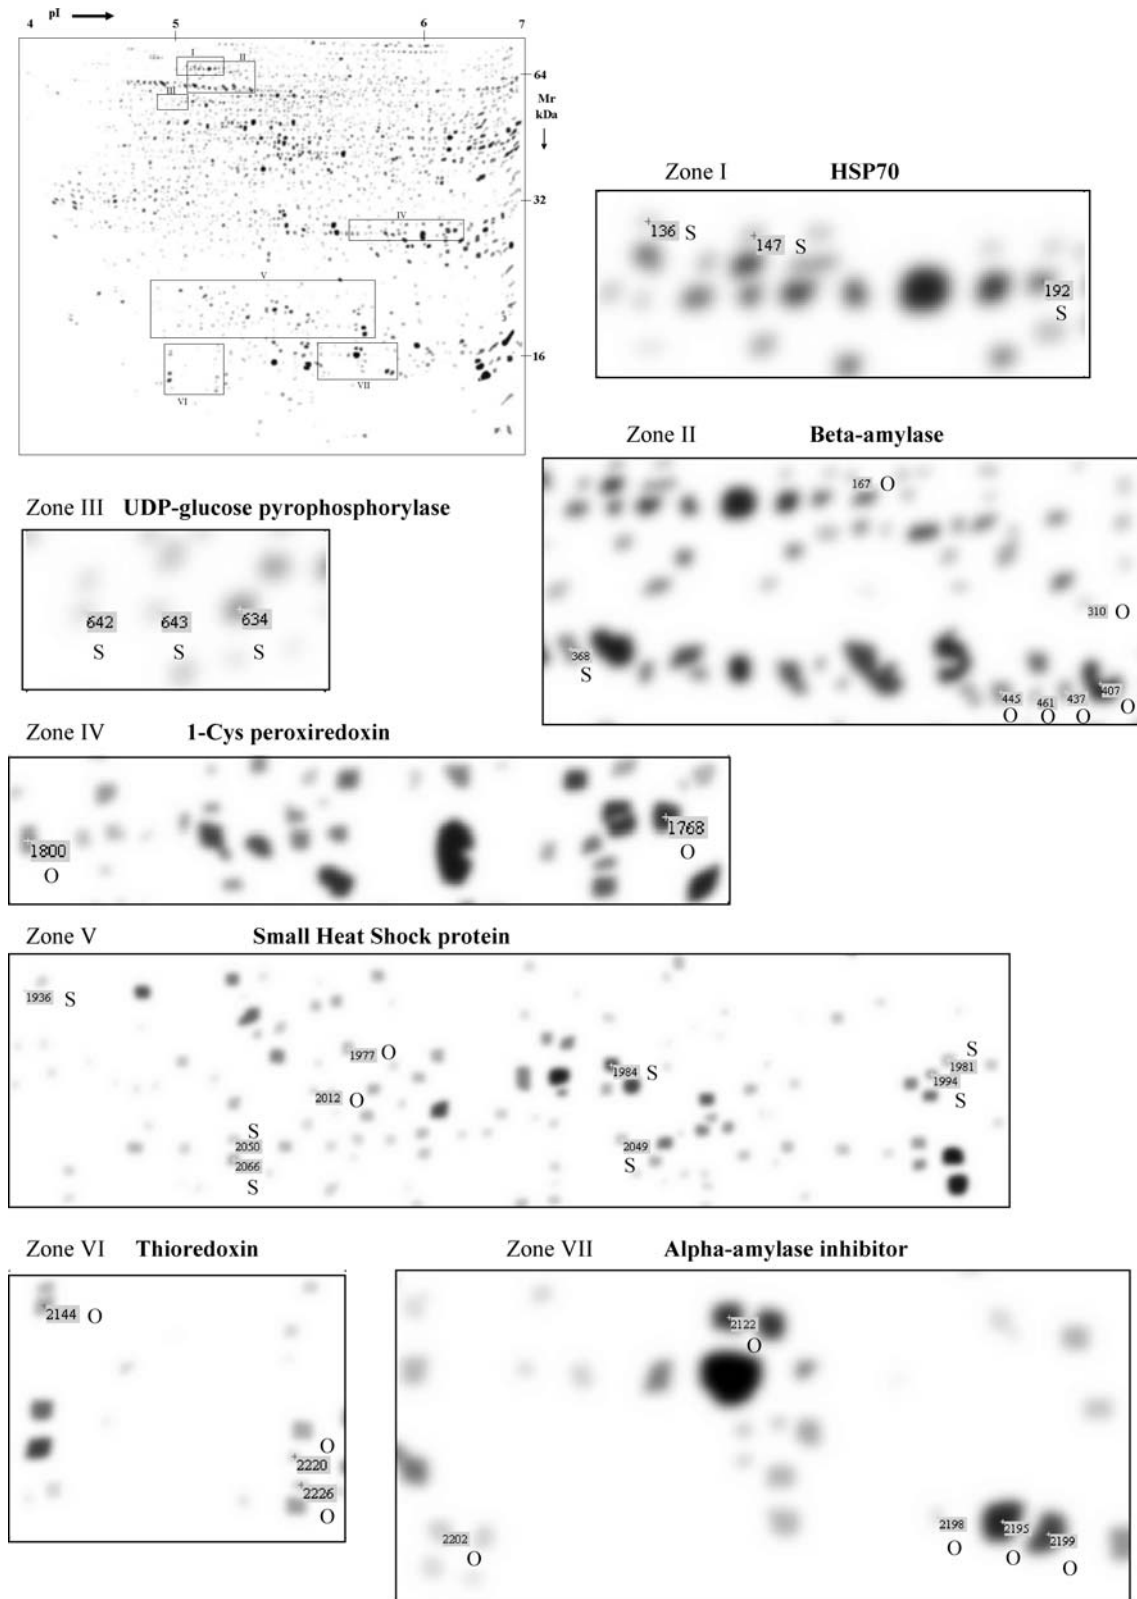 pI
4 5 6 7
I
II
III
64
Mr
kDa
32
IV
V
16
VI
VII
Zone I HSP70
136 S
147 S
192
S
Zone II Beta-amylase
167 O
310 O
368
S
445 461 437 407
O O O O
Zone III UDP-glucose pyrophosphorylase
642 643 634
S S S
Zone IV 1-Cys peroxiredoxin
1800
O
1768
O
Zone V Small Heat Shock protein
1936 S
1977 O
2012 O
S
2050
2066
S
1984 S
2049
S
S
1981
1994
S
Zone VI Thioredoxin
2144 O
O
2220
2226
O
Zone VII Alpha-amylase inhibitor
2122
O
2202
O
2198 2195 2199
O O O